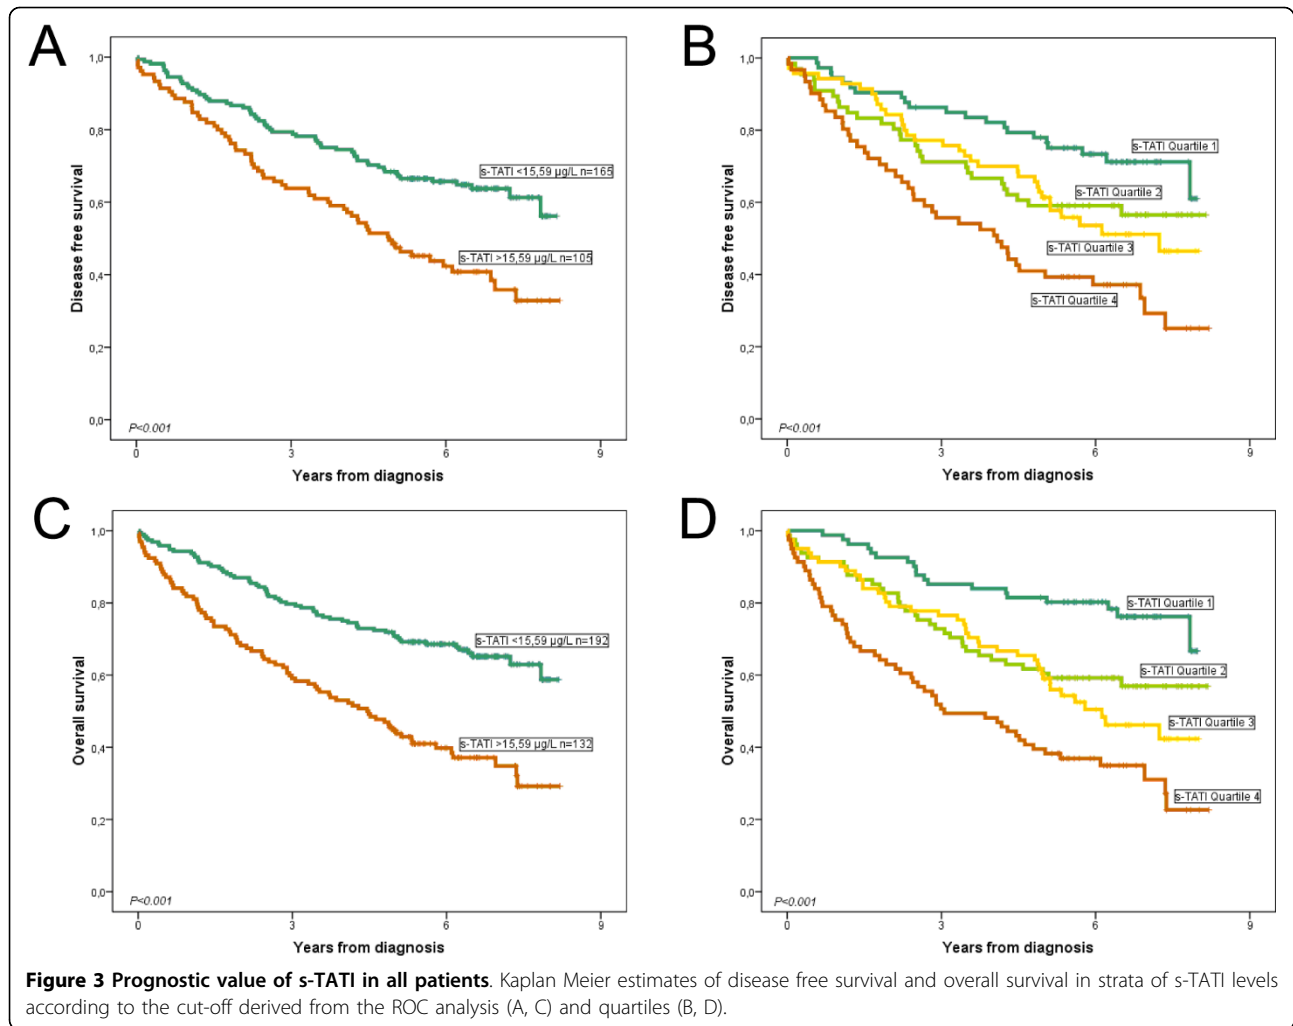 A
1,0
0,8
0,6
0,4
0,2
0,0
Disease free survival
s-TATI <15,59 µg/L n=165
s-TATI >15,59 µg/L n=105
P<0.001
0 3 6 9
Years from diagnosis
B
1,0
0,8
0,6
0,4
0,2
0,0
Disease free survival
s-TATI Quartile 1
s-TATI Quartile 2
s-TATI Quartile 3
s-TATI Quartile 4
P<0.001
0 3 6 9
Years from diagnosis
C
1,0
0,8
0,6
0,4
0,2
0,0
Overall survival
s-TATI <15,59 µg/L n=192
s-TATI >15,59 µg/L n=132
P<0.001
0 3 6 9
Years from diagnosis
D
1,0
0,8
0,6
0,4
0,2
0,0
Overall survival
s-TATI Quartile 1
s-TATI Quartile 2
s-TATI Quartile 3
s-TATI Quartile 4
P<0.001
0 3 6 9
Years from diagnosis
Figure 3 Prognostic value of s-TATI in all patients. Kaplan Meier estimates of disease free survival and overall survival in strata of s-TATI levels
according to the cut-off derived from the ROC analysis (A, C) and quartiles (B, D).